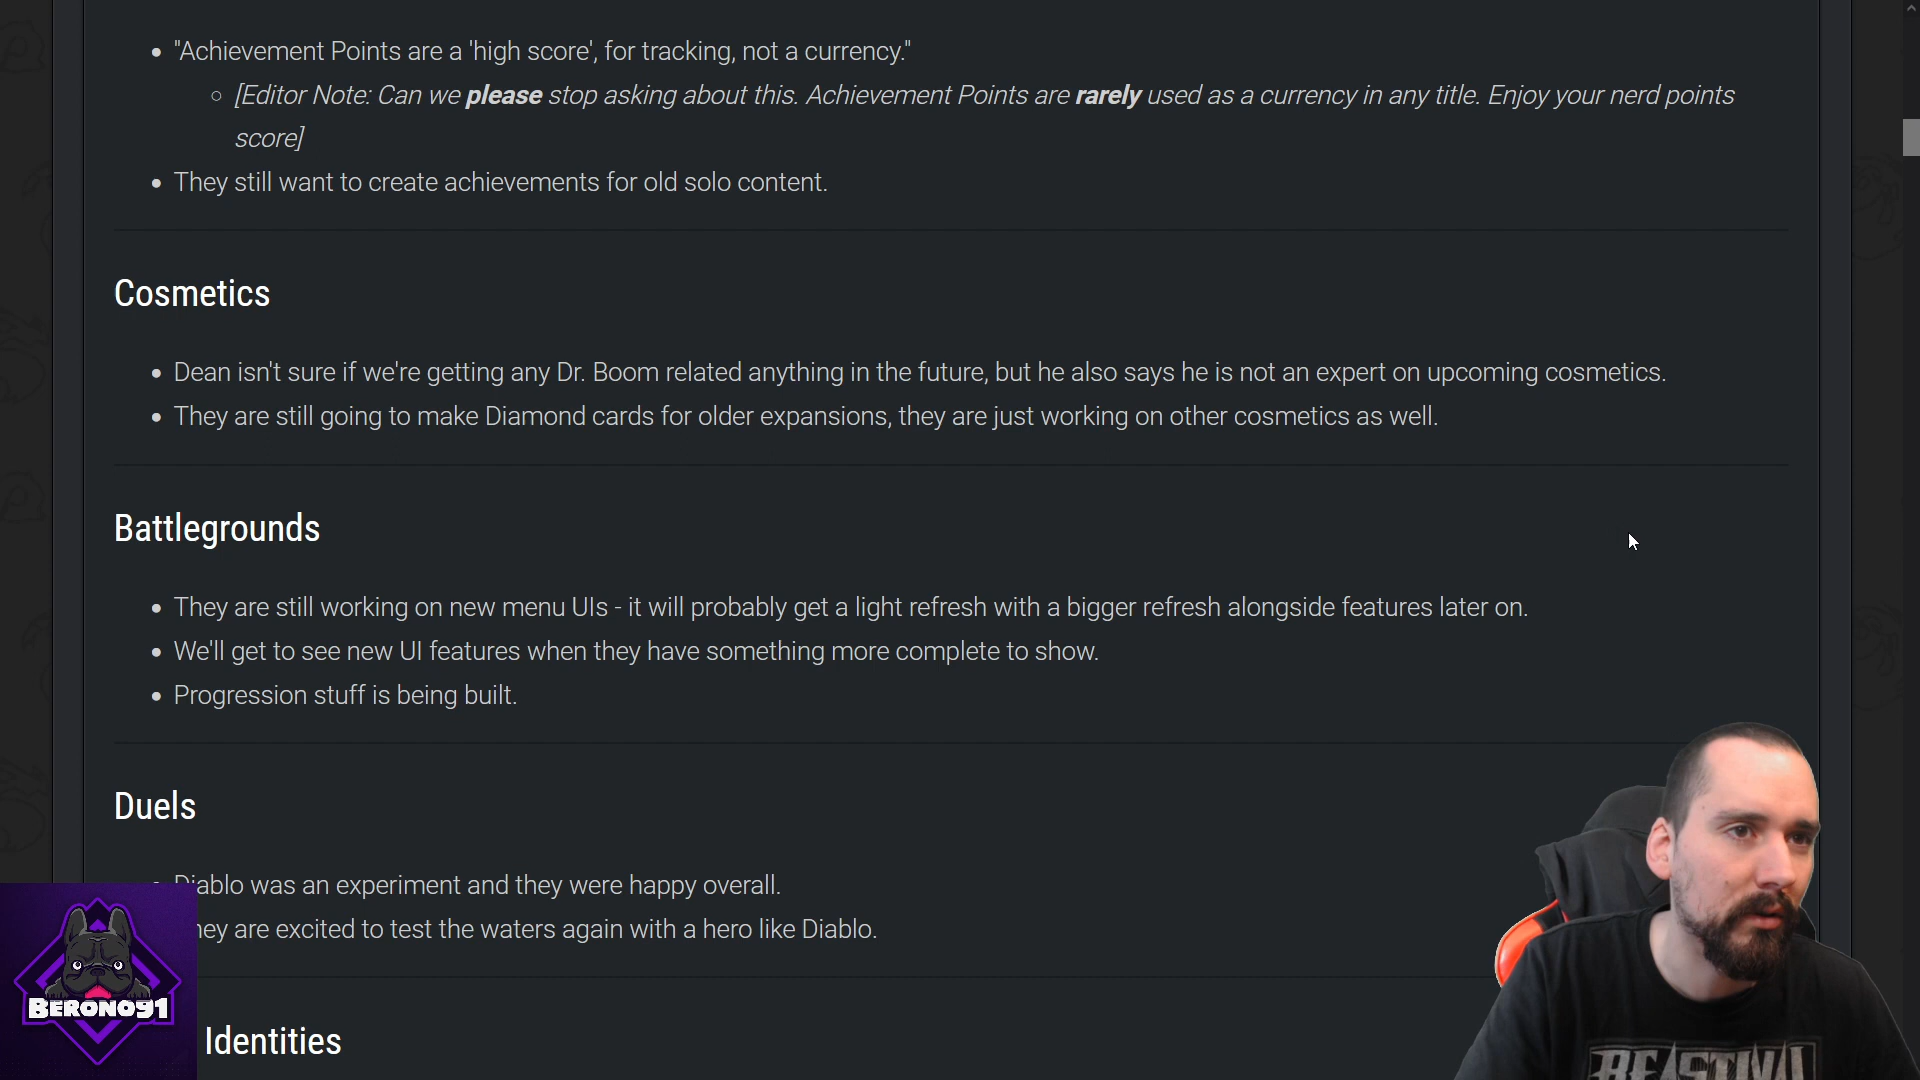 "Achievement Points are a 'high score', for tracking, not a currency."
[Editor Note: Can we please stop asking about this. Achievement Points are rarely used as a currency in any title. Enjoy your nerd points
score]
They still want to create achievements for old solo content.
Cosmetics
Dean isn't sure if we're getting any Dr. Boom related anything in the future, but he also says he is not an expert on upcoming cosmetics.
They are still going to make Diamond cards for older expansions, they are just working on other cosmetics as well.
Battlegrounds
They are still working on new menu UIs - it will probably get a light refresh with a bigger refresh alongside features later on.
We'll get to see new UI features when they have something more complete to show.
Progression stuff is being built.
Duels
Diablo was an experiment and they were happy overall.
hey are excited to test the waters again with a hero like Diablo.
Identities
BERONO91
BEASTIVAL